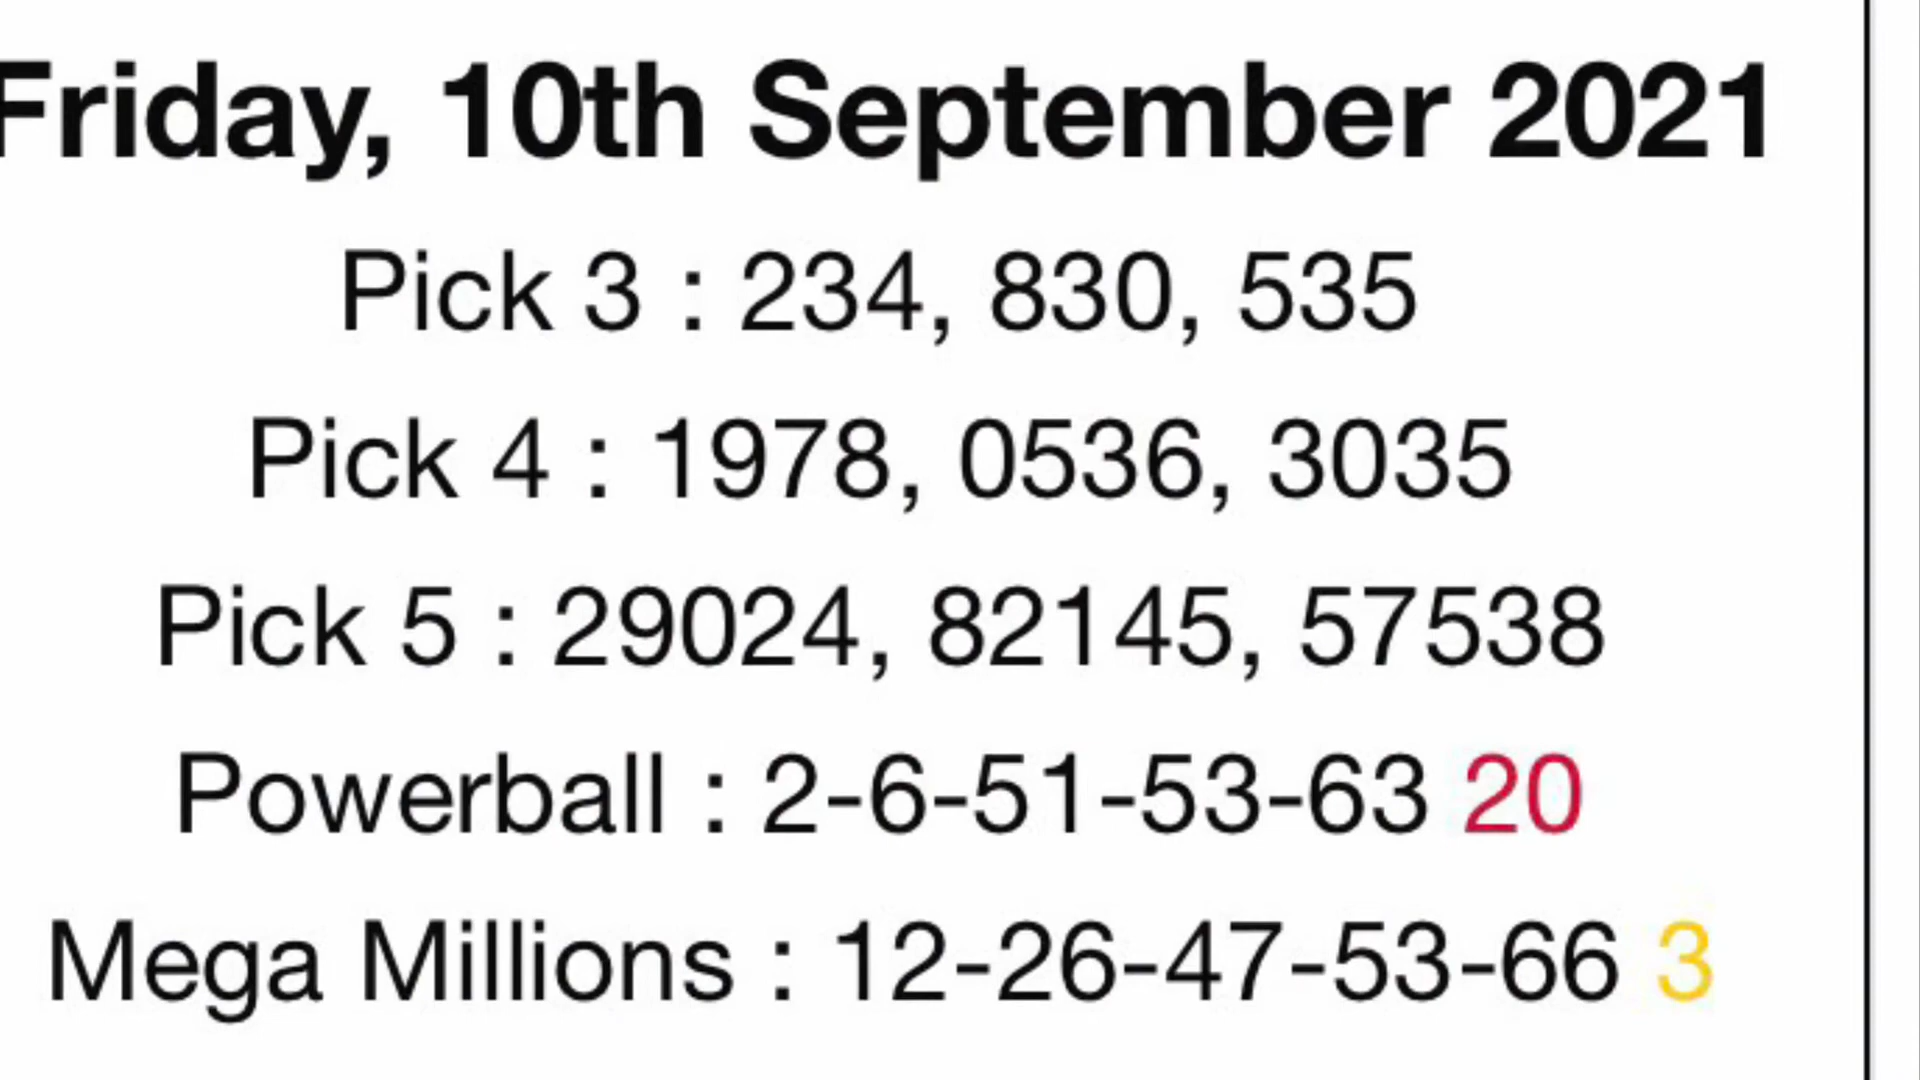 Friday, 10th September 2021
Pick 3 : 234, 830, 535
Pick 4 : 1978, 0536, 3035
Pick 5 : 29024, 82145, 57538
Powerball : 2-6-51-53-63 20
Mega Millions : 12-26-47-53-66 3